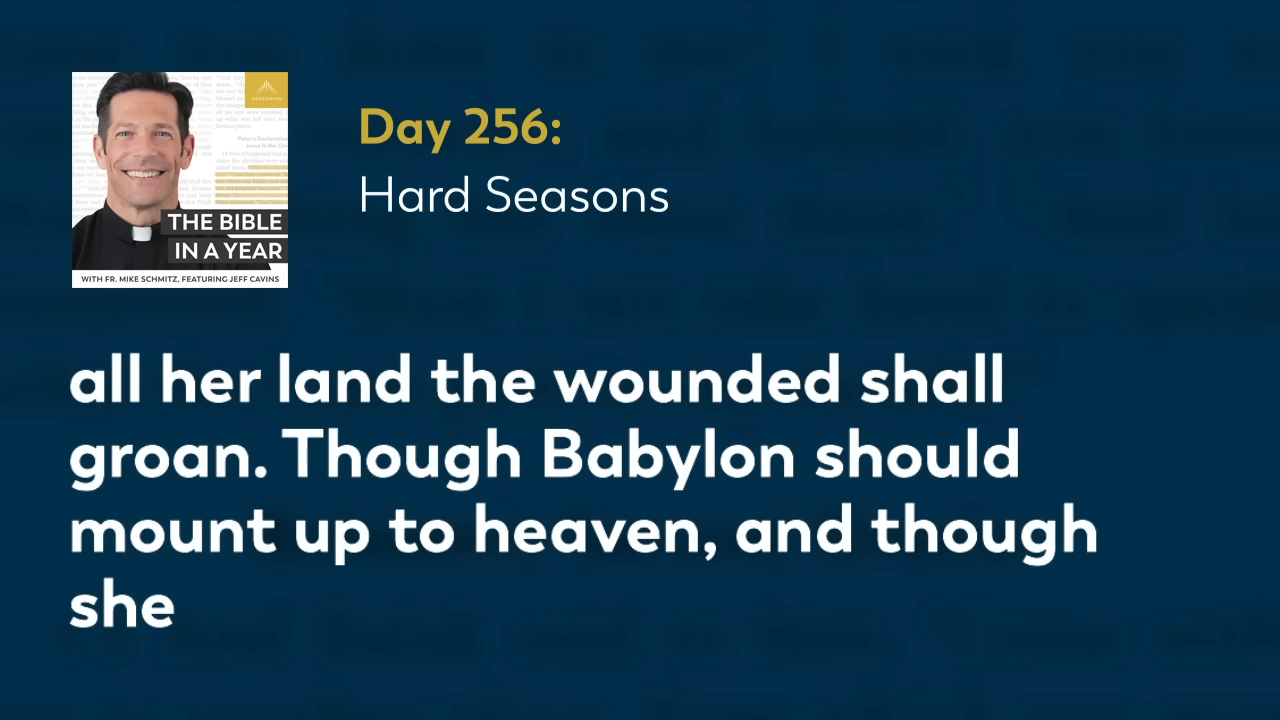 ASCENSION
THE BIBLE
IN A YEAR
WITH FR. MIKE SCHMITZ, FEATURING JEFF CAVINS
Day 256:
Hard Seasons
all her land the wounded shall
groan. Though Babylon should
mount up to heaven, and though
she